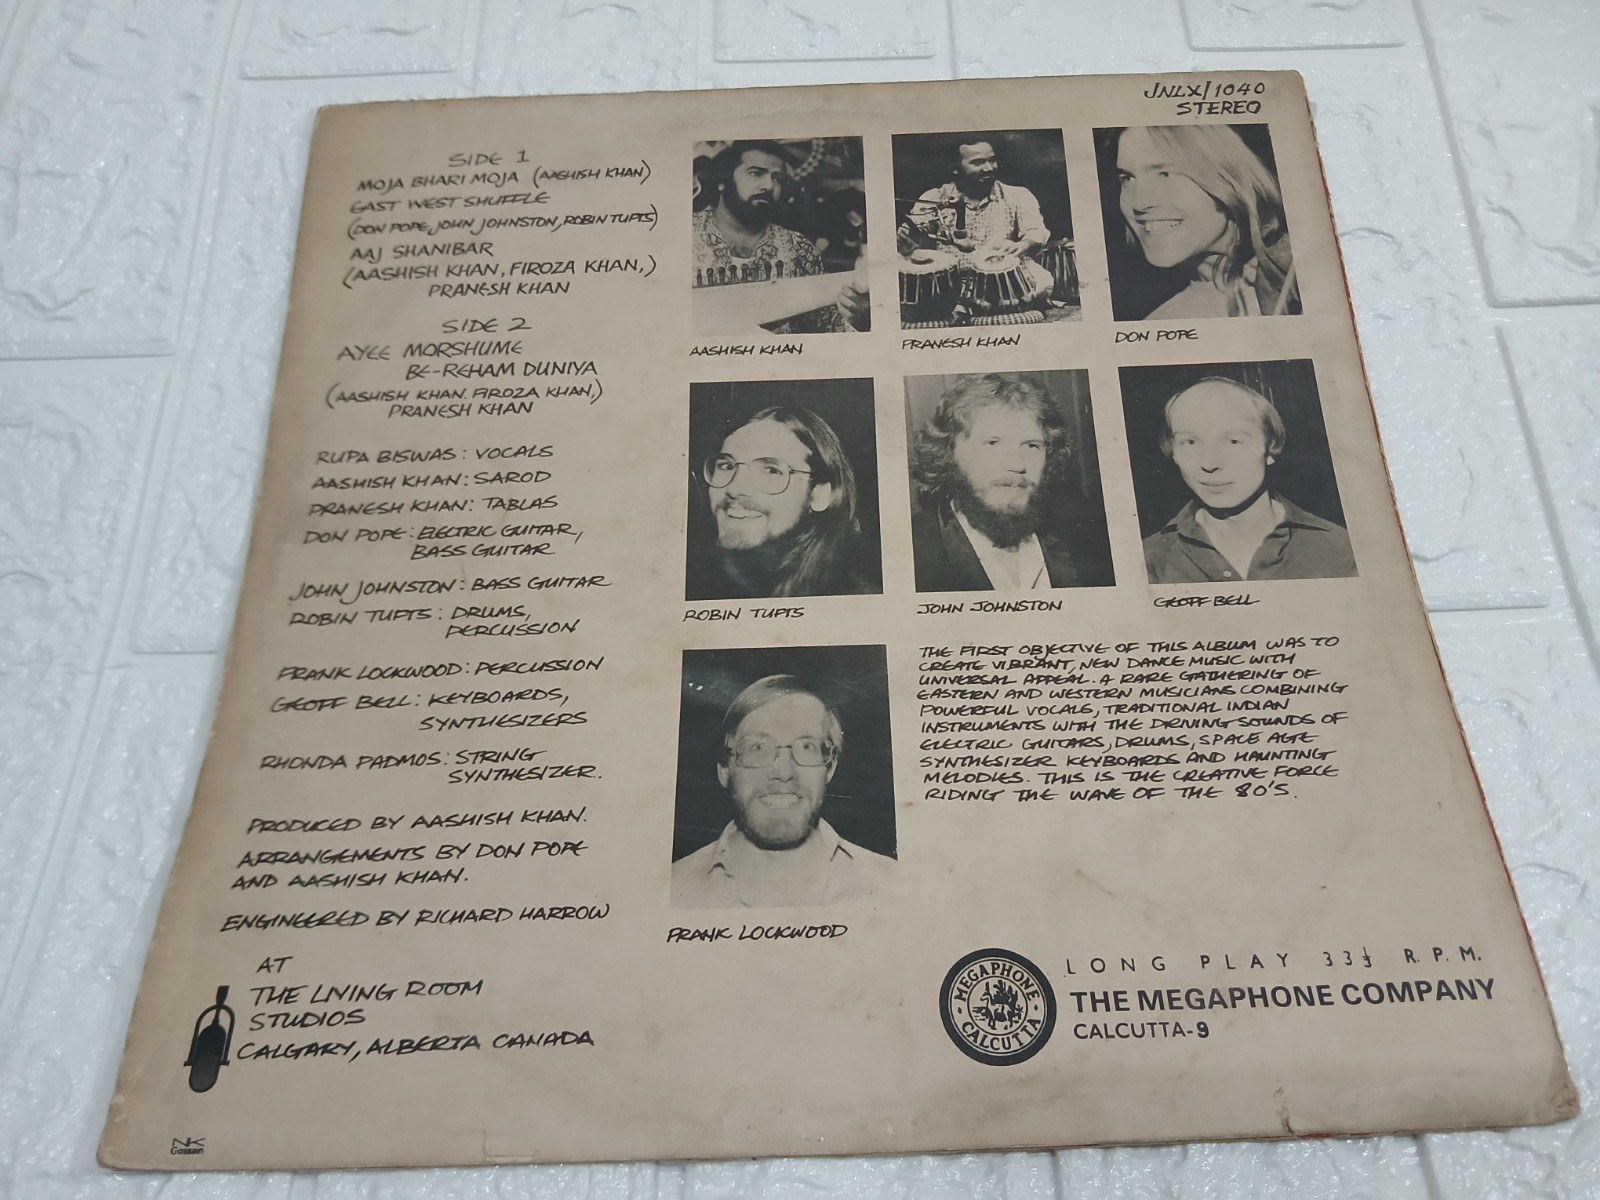 JNLX/1040
STEREO
SIDE 1
MOJA BHARI MOJA (AASHISH KHAN)
EAST WEST SHUFFLE
(DON POPE, JOHN JOHNSTON, ROBIN TUFTS)
AAJ SHANIBAR
(AASHISH KHAN, FIROZA KHAN,)
PRANESH KHAN
SIDE 2
AYEE MORSHUME
BE-REHAM DUNIYA
(AASHISH KHAN. FIROZA KHAN,)
PRANESH KHAN
RUPA BISWAS: VOCALS
AASHISH KHAN: SAROD
PRANESH KHAN: TABLAS
DON POPE: ELECTRIC GUITAR,
BASS GUITAR
JOHN JOHNSTON: BASS GUITAR
ROBIN TUFTS: DRUMS,
PERCUSSION
FRANK LOCKWOOD: PERCUSSION
GEOFF BELL: KEYBOARDS,
SYNTHESIZERS
RHONDA PADMOS: STRING
SYNTHESIZER.
PRODUCED BY AASHISH KHAN.
ARRANGEMENTS BY DON POPE
AND AASHISH KHAN.
ENGINEERED BY RICHARD HARROW
AT
THE LIVING ROOM
STUDIOS
CALGARY, ALBERTA CANADA
NK
Gossain
AASHISH KHAN
PRANESH KHAN
DON POPE
ROBIN TUFTS
JOHN JOHNSTON
GEOFF BELL
FRANK LOCKWOOD
THE FIRST OBJECTIVE OF THIS ALBUM WAS TO
CREATE VIBRANT, NEW DANCE MUSIC WITH
UNIVERSAL APPEAL. A RARE GATHERING OF
EASTERN AND WESTERN MUSICIANS COMBINING
POWERFUL VOCALS, TRADITIONAL INDIAN
INSTRUMENTS WITH THE DRIVING SOUNDS OF
ELECTRIC GUITARS, DRUMS, SPACE AGE
SYNTHESIZER KEYBOARDS AND HAUNTING
MELODIES. THIS IS THE CREATIVE FORCE
RIDING THE WAVE OF THE 80'S.
MEGAPHONE
CALCUTTA
LONG PLAY 33⅓ R.P.M.
THE MEGAPHONE COMPANY
CALCUTTA-9